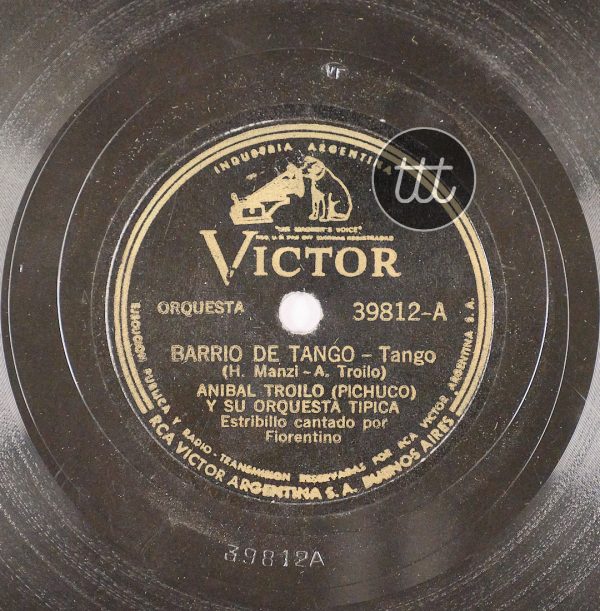 VT
INDUSTRIA ARGENTINA
ttt
"HIS MASTER'S VOICE"
VICTOR
ORQUESTA
39812-A
BARRIO DE TANGO - Tango
(H. Manzi - A. Troilo)
ANIBAL TROILO (PICHUCO)
Y SU ORQUESTA TIPICA
Estribillo cantado por
Fiorentino
EJECUCION PUBLICA Y RADIO-TRANSMISION RESERVADAS POR RCA VICTOR ARGENTINA S. A.
RCA VICTOR ARGENTINA S. A. BUENOS AIRES
39812A